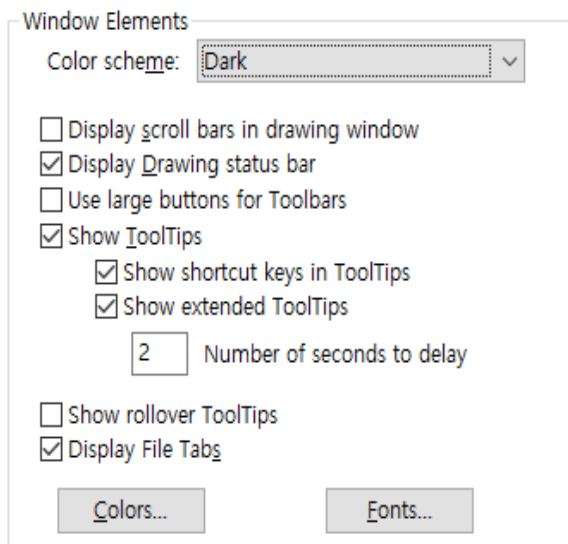 Window Elements
Color scheme: Dark
Display scroll bars in drawing window
Display Drawing status bar
Use large buttons for Toolbars
Show ToolTips
Show shortcut keys in ToolTips
Show extended ToolTips
2 Number of seconds to delay
Show rollover ToolTips
Display File Tabs
Colors... Fonts...